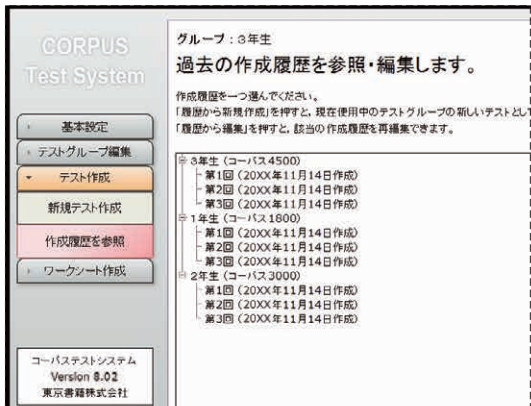 CORPUS
Test System
基本設定
テストグループ編集
テスト作成
新規テスト作成
作成履歴を参照
ワークシート作成
コーパステストシステム
Version 8.02
東京書籍株式会社
グループ:3年生
過去の作成履歴を参照・編集します。
作成履歴を一つ選んでください。
「履歴から新規作成」を押すと、現在使用中のテストグループの新しいテストとし
「履歴から編集」を押すと、該当の作成履歴を再編集できます。
3年生(コーパス4500)
第1回(20XX年11月14日作成)
第2回(20XX年11月14日作成)
第3回(20XX年11月14日作成)
1年生(コーパス1800)
第1回(20XX年11月14日作成)
第2回(20XX年11月14日作成)
第3回(20XX年11月14日作成)
2年生(コーパス3000)
第1回(20XX年11月14日作成)
第2回(20XX年11月14日作成)
第3回(20XX年11月14日作成)